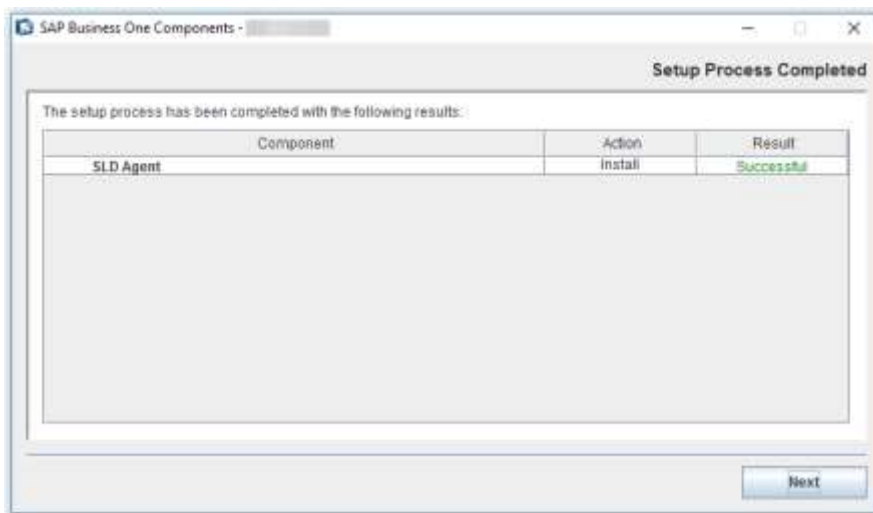 SAP Business One Components -
Setup Process Completed
The setup process has been completed with the following results:
Component Action Result
SLD Agent Install Successful
Next